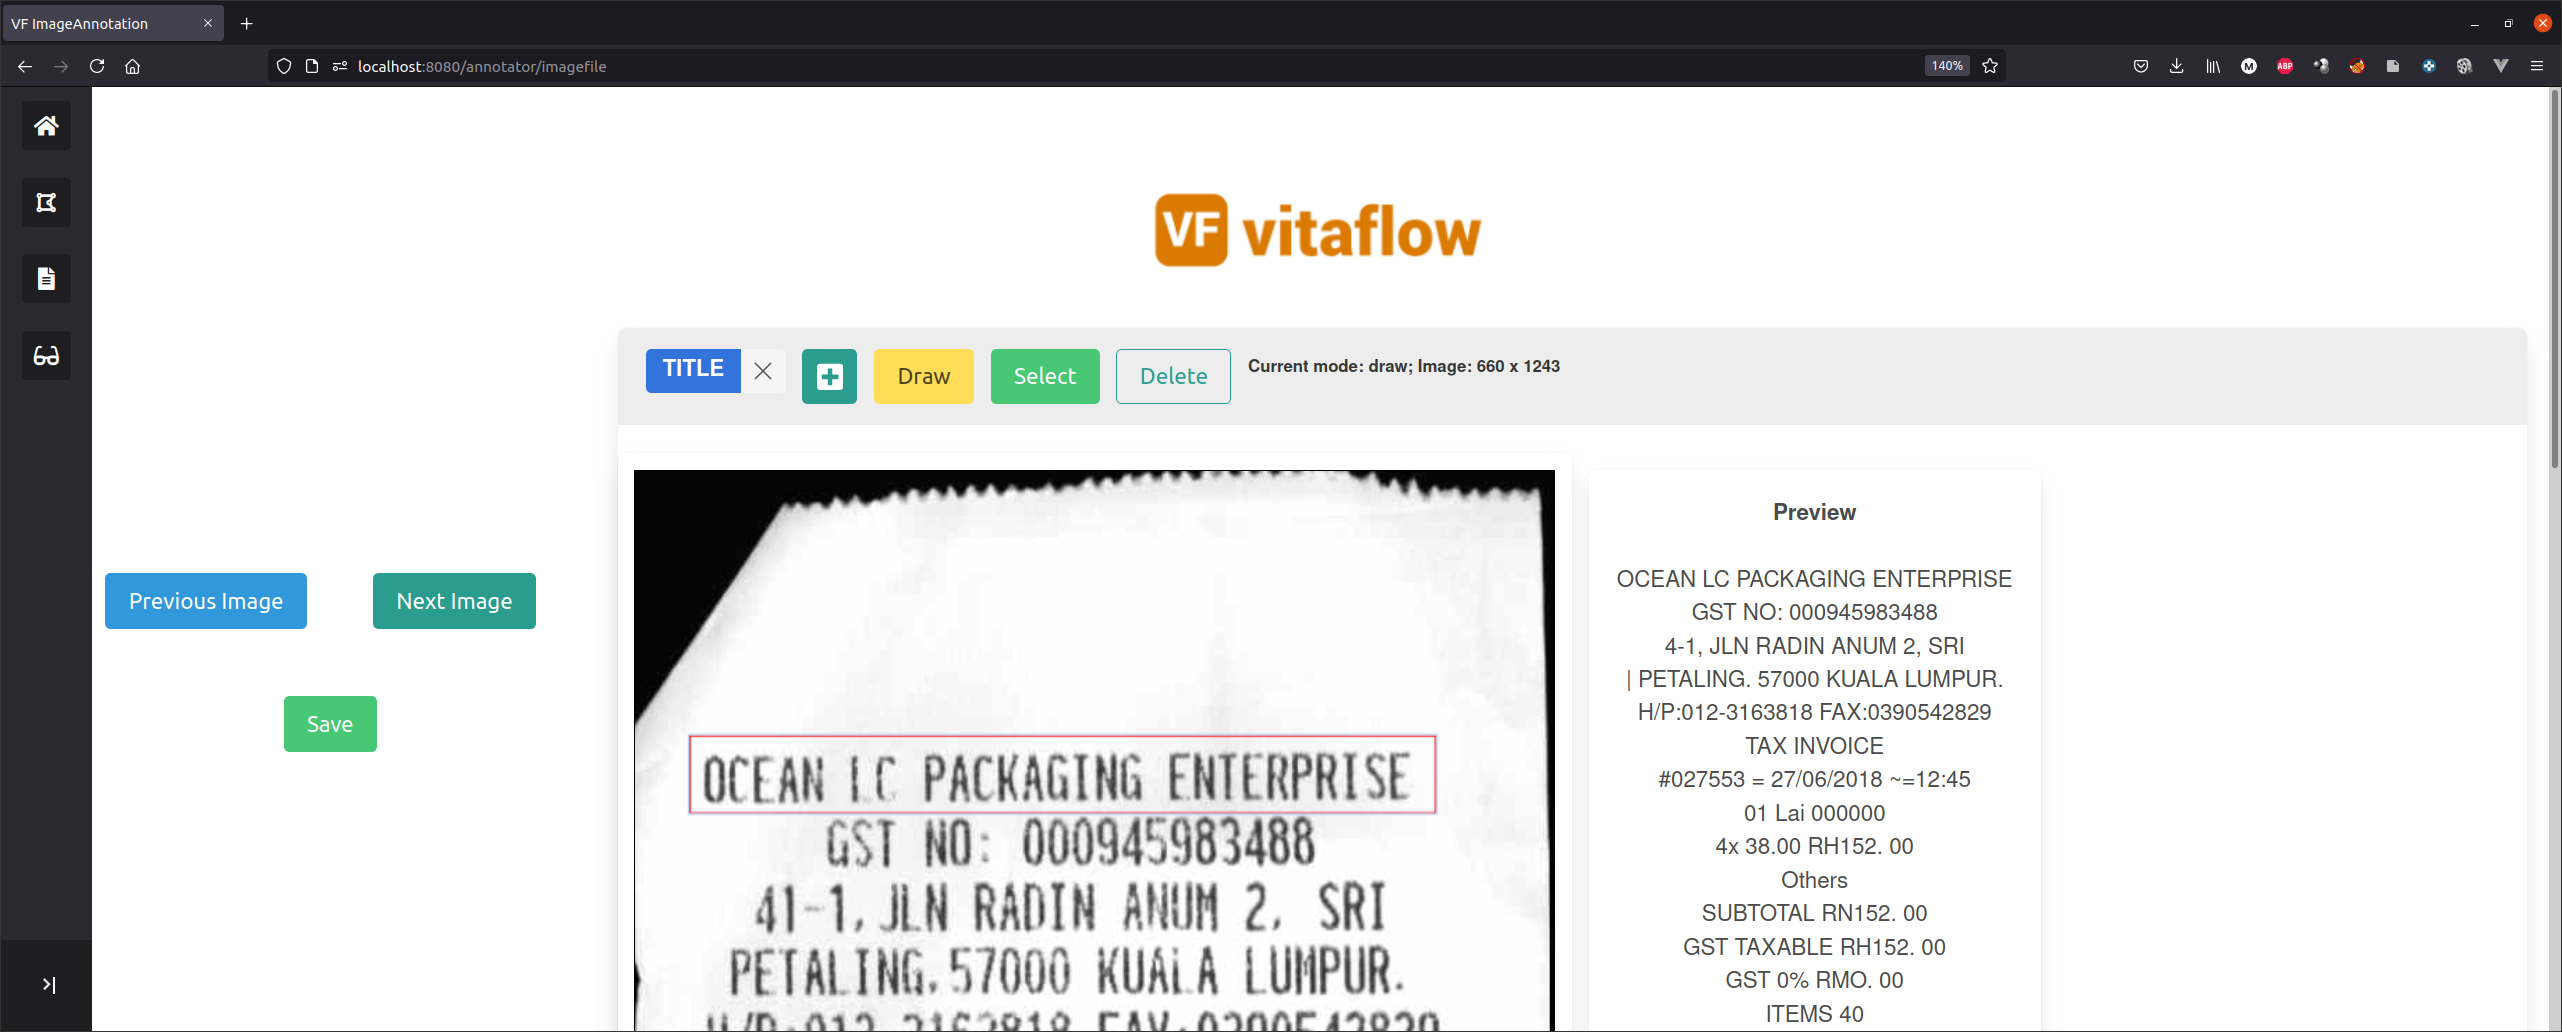 VF ImageAnnotation
localhost:8080/annotator/imagefile
140%
M
ABP
VF vitaflow
TITLE
Draw
Select
Delete
Current mode: draw; Image: 660 x 1243
Previous Image
Next Image
Save
OCEAN LC PACKAGING ENTERPRISE
GST NO: 000945983488
41-1, JLN RADIN ANUM 2, SRI
PETALING. 57000 KUALA LUMPUR.
H/P:012-3163818 FAX:0390542829
Preview
OCEAN LC PACKAGING ENTERPRISE
GST NO: 000945983488
4-1, JLN RADIN ANUM 2, SRI
| PETALING. 57000 KUALA LUMPUR.
H/P:012-3163818 FAX:0390542829
TAX INVOICE
#027553 = 27/06/2018 ~=12:45
01 Lai 000000
4x 38.00 RH152. 00
Others
SUBTOTAL RN152. 00
GST TAXABLE RH152. 00
GST 0% RMO. 00
ITEMS 40